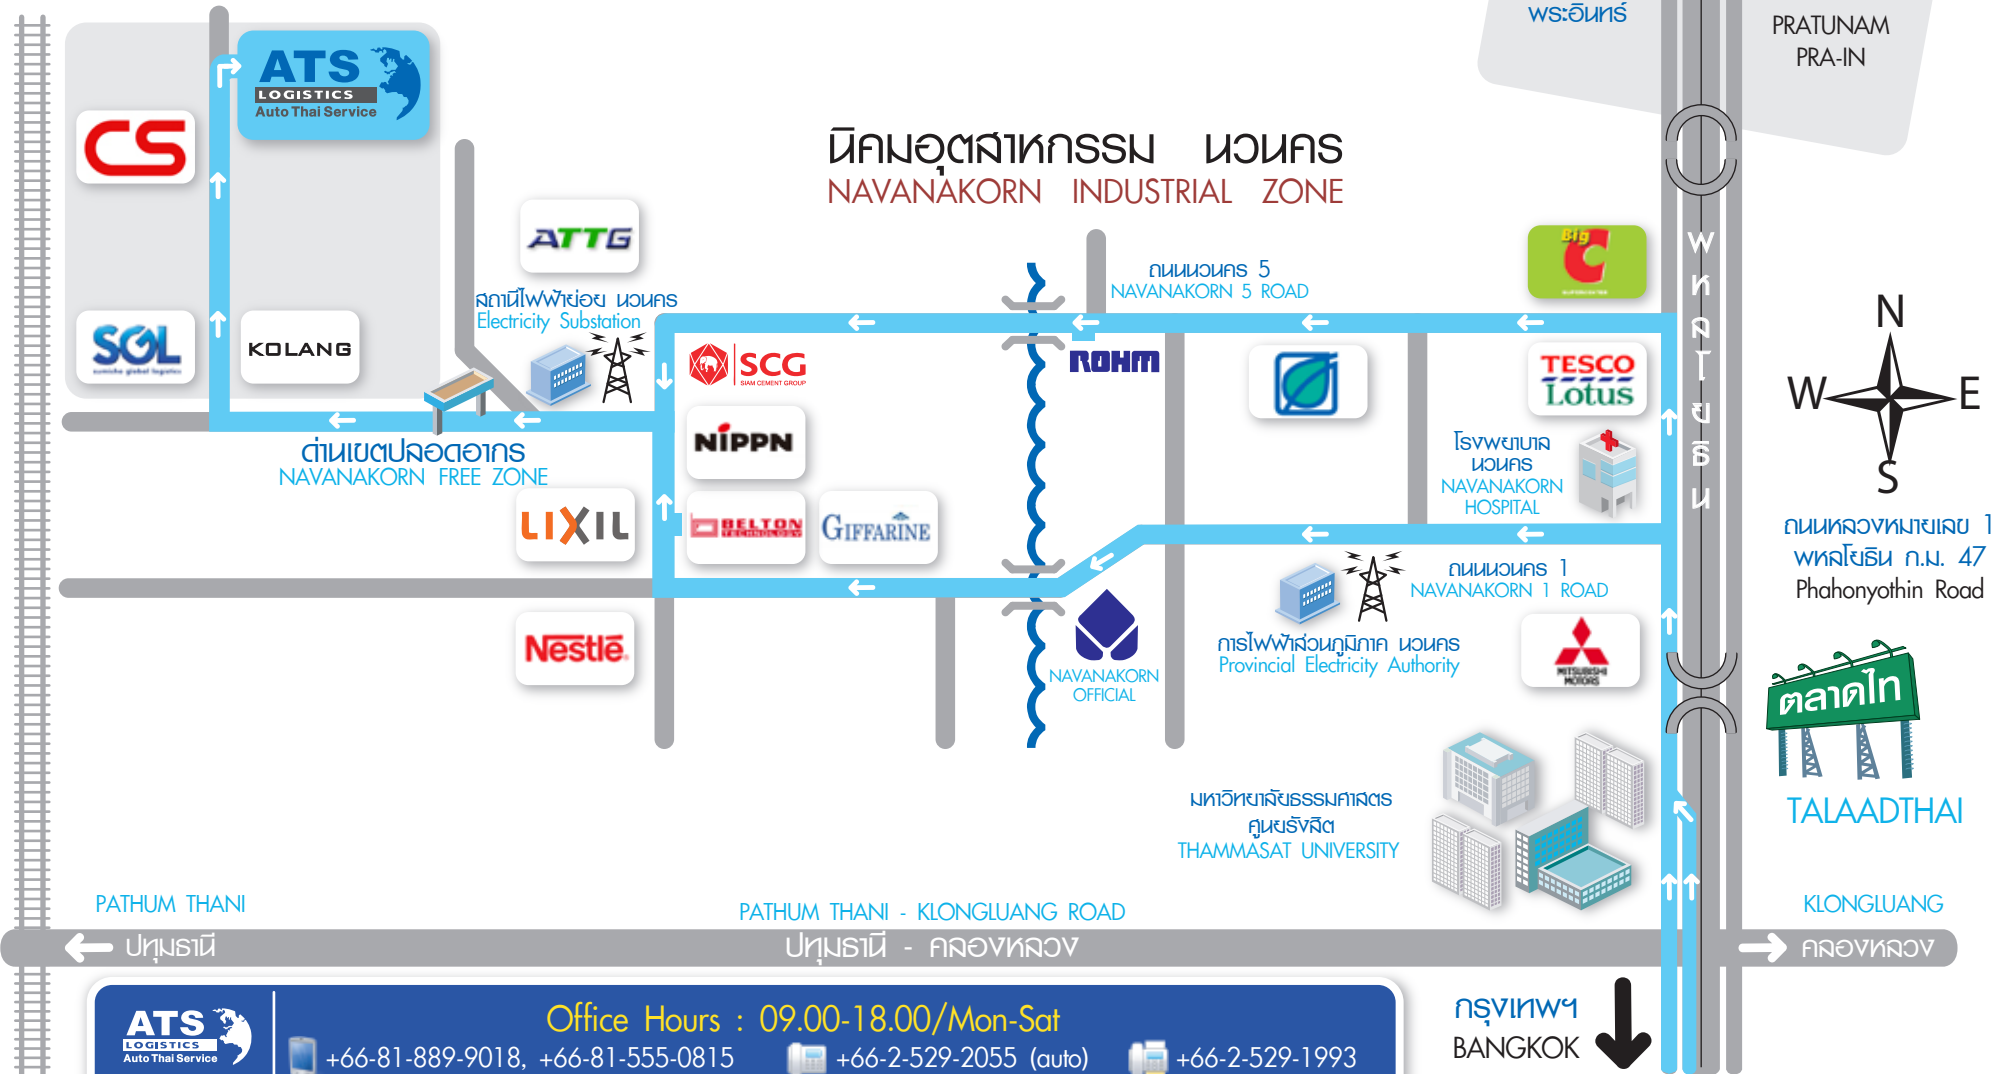 พระอินทร์
PRATUNAM
PRA-IN
ATS
LOGISTICS
Auto Thai Service
CS
นิคมอุตสาหกรรม นวนคร
NAVANAKORN INDUSTRIAL ZONE
ATTG
Big
C
พหลโยธิน
ถนนนวนคร 5
NAVANAKORN 5 ROAD
สถานีไฟฟ้าย่อย นวนคร
Electricity Substation
SGL
sumisho global logistics
KOLANG
SCG
SIAM CEMENT GROUP
ROHM
TESCO
Lotus
N
W E
S
NIPPN
ด่านเขตปลอดอากร
NAVANAKORN FREE ZONE
โรงพยาบาล
นวนคร
NAVANAKORN
HOSPITAL
LIXIL
BELTON
TECHNOLOGY
GIFFARINE
ถนนหลวงหมายเลข 1
พหลโยธิน ก.ม. 47
Phahonyothin Road
ถนนนวนคร 1
NAVANAKORN 1 ROAD
Nestlé
NAVANAKORN
OFFICIAL
การไฟฟ้าส่วนภูมิภาค นวนคร
Provincial Electricity Authority
MITSUBISHI
MOTORS
ตลาดไท
TALAADTHAI
มหาวิทยาลัยธรรมศาสตร
ศูนยรังสิต
THAMMASAT UNIVERSITY
PATHUM THANI
PATHUM THANI - KLONGLUANG ROAD
KLONGLUANG
ปทุมธานี
ปทุมธานี - คลองหลวง
คลองหลวง
ATS
LOGISTICS
Auto Thai Service
Office Hours : 09.00-18.00/Mon-Sat
+66-81-889-9018, +66-81-555-0815
+66-2-529-2055 (auto)
+66-2-529-1993
กรุงเทพฯ
BANGKOK